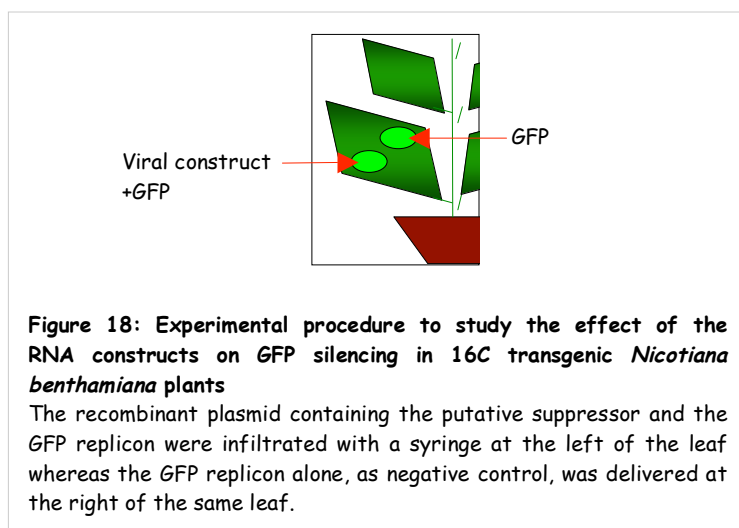 GFP
Viral construct
+GFP
Figure 18: Experimental procedure to study the effect of the
RNA constructs on GFP silencing in 16C transgenic Nicotiana
benthamiana plants
The recombinant plasmid containing the putative suppressor and the
GFP replicon were infiltrated with a syringe at the left of the leaf
whereas the GFP replicon alone, as negative control, was delivered at
the right of the same leaf.